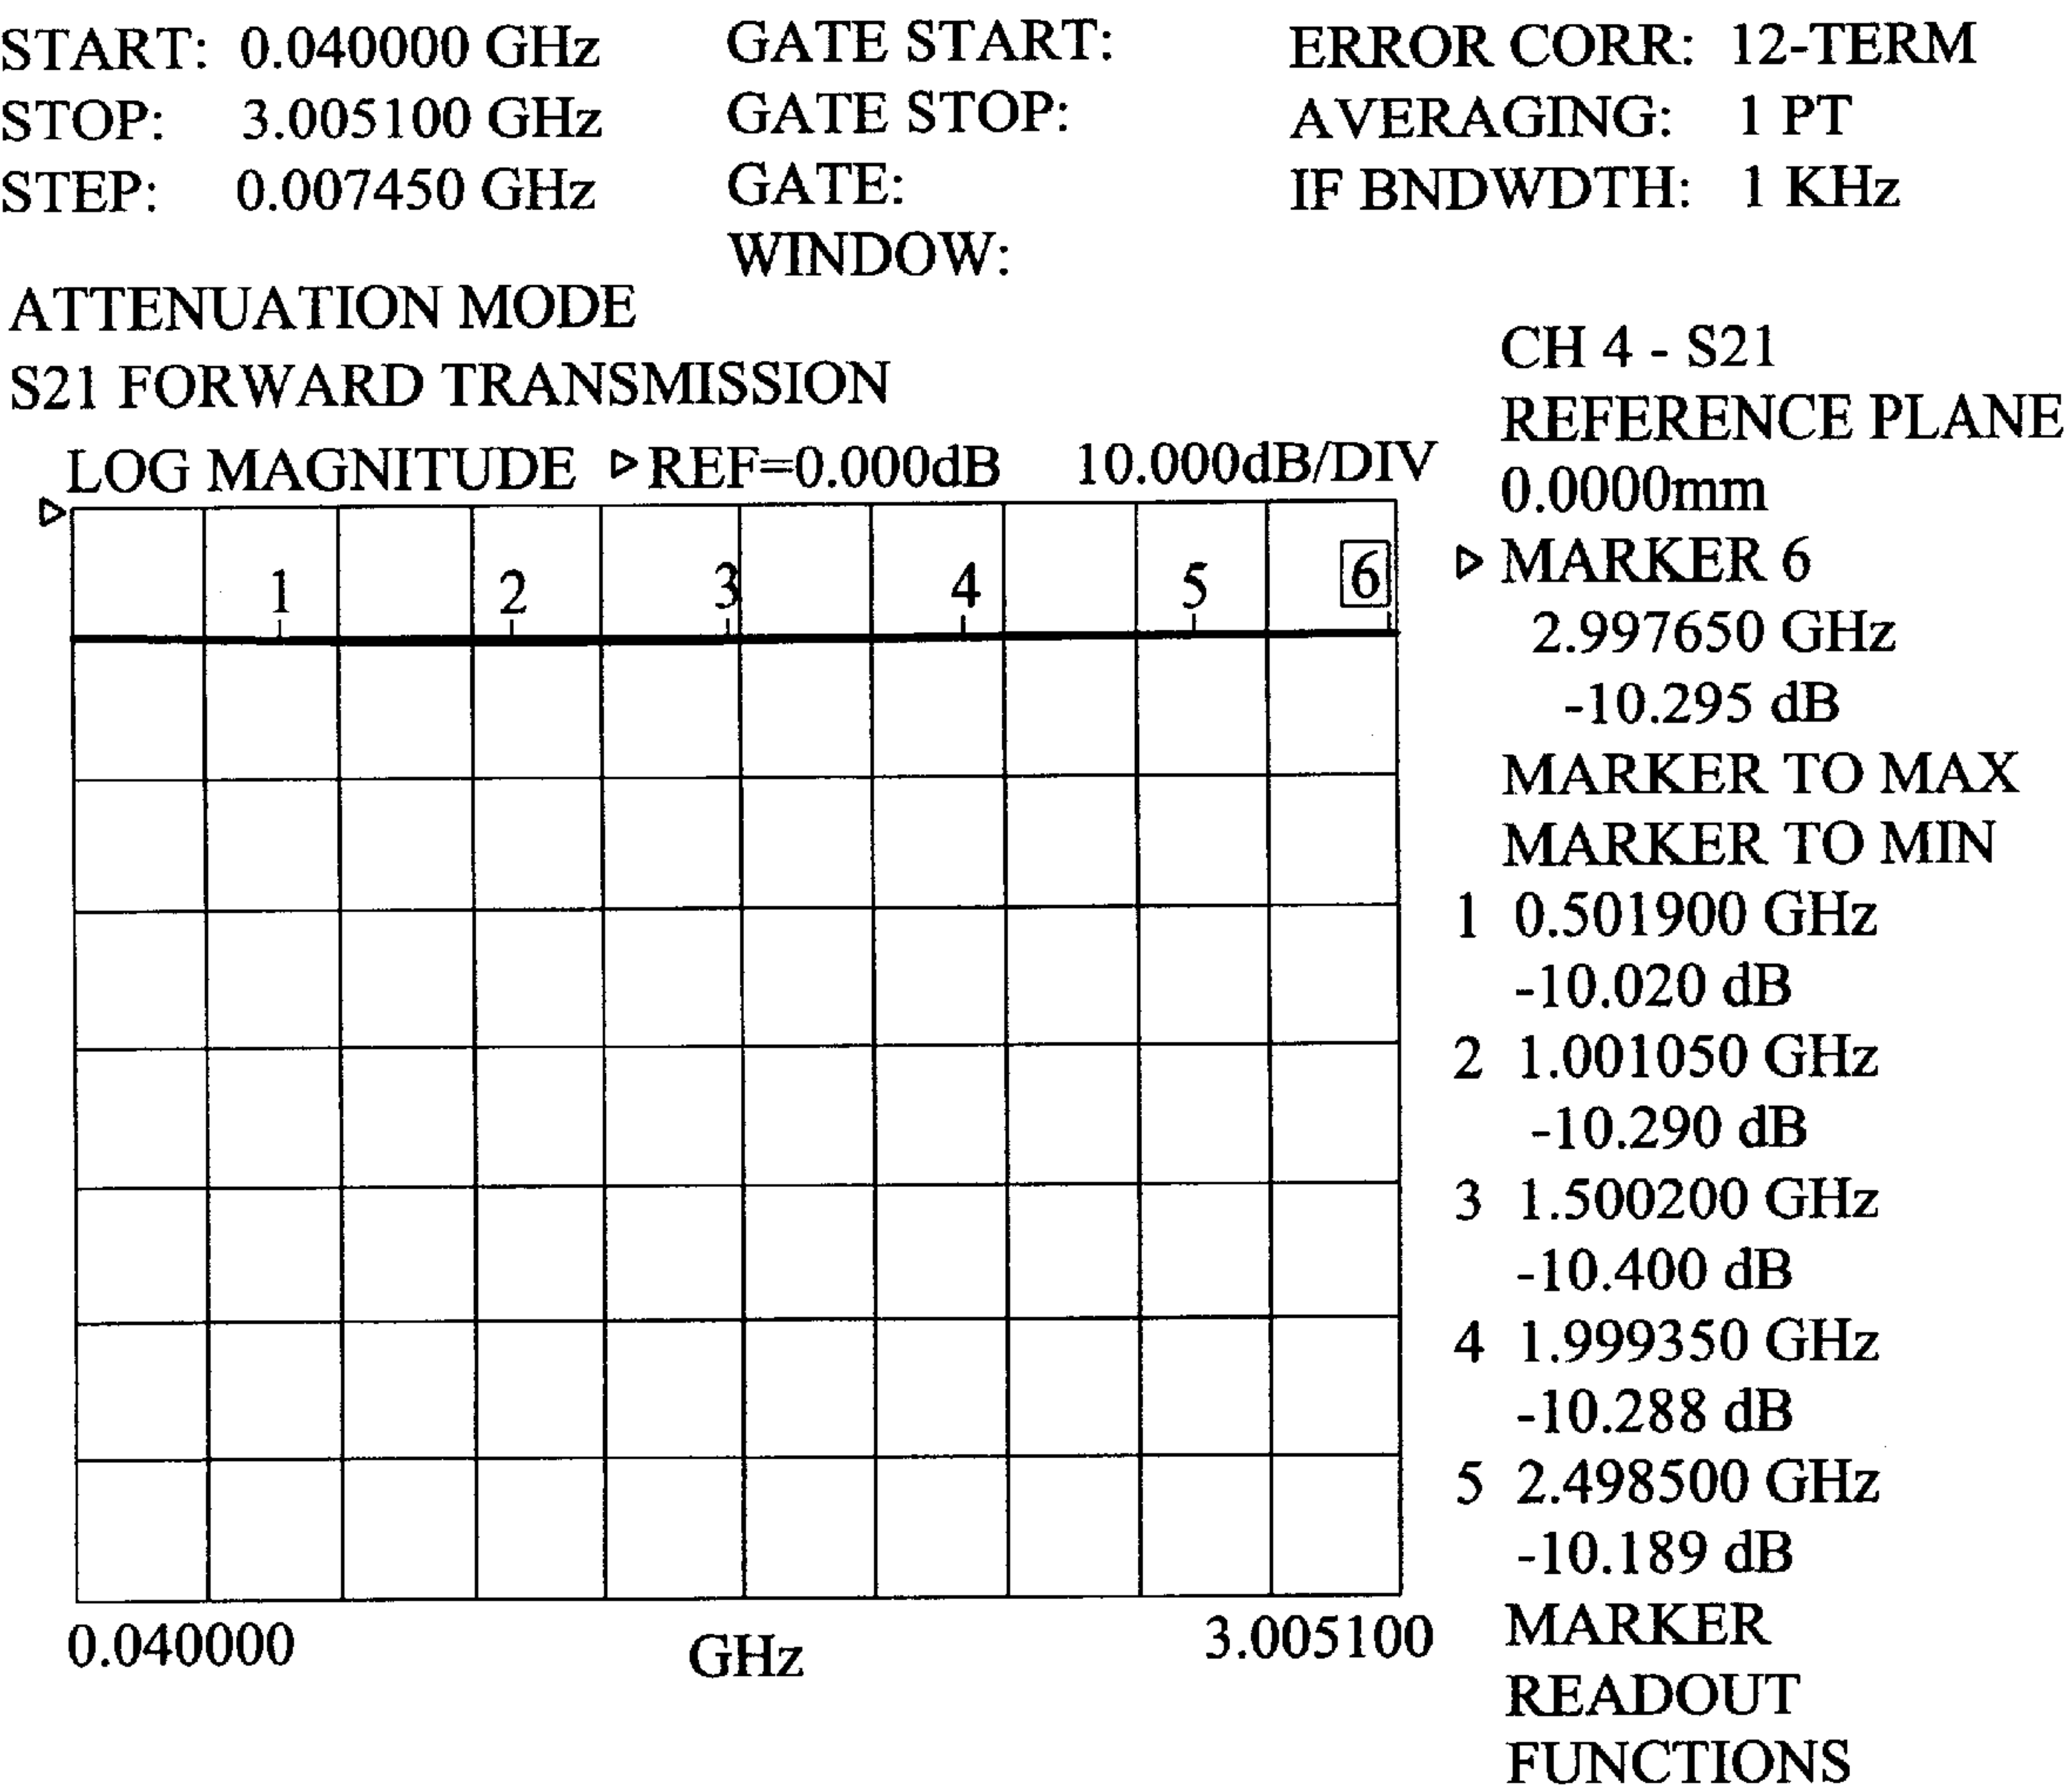 START: 0.040000 GHz
STOP: 3.005100 GHz
STEP: 0.007450 GHz
GATE START:
GATE STOP:
GATE:
WINDOW:
ERROR CORR: 12-TERM
AVERAGING: 1 PT
IF BNDWDTH: 1 KHz
ATTENUATION MODE
S21 FORWARD TRANSMISSION
LOG MAGNITUDE ▹REF=0.000dB 10.000dB/DIV
1 2 3 4 5 6
0.040000 GHz 3.005100
CH 4 - S21
REFERENCE PLANE
0.0000mm
▹MARKER 6
2.997650 GHz
-10.295 dB
MARKER TO MAX
MARKER TO MIN
1 0.501900 GHz
-10.020 dB
2 1.001050 GHz
-10.290 dB
3 1.500200 GHz
-10.400 dB
4 1.999350 GHz
-10.288 dB
5 2.498500 GHz
-10.189 dB
MARKER
READOUT
FUNCTIONS